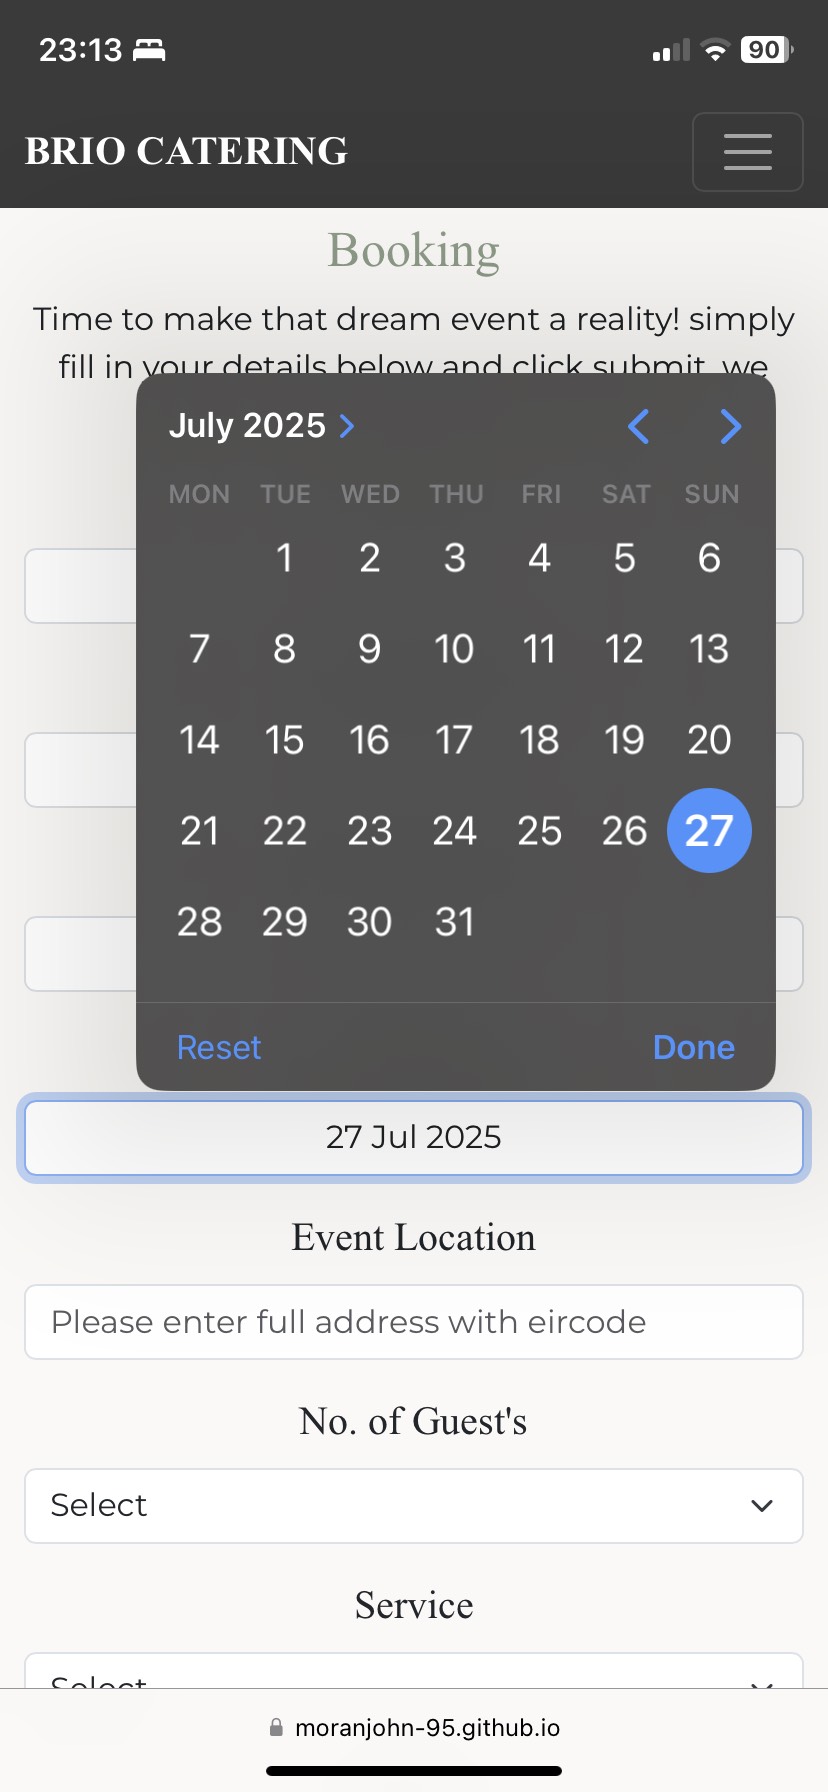 23:13
90
BRIO CATERING
Booking
Time to make that dream event a reality! simply
fill in your details below and click submit, we
July 2025
MON TUE WED THU FRI SAT SUN
1 2 3 4 5 6
7 8 9 10 11 12 13
14 15 16 17 18 19 20
21 22 23 24 25 26 27
28 29 30 31
Reset Done
27 Jul 2025
Event Location
Please enter full address with eircode
No. of Guest's
Select
Service
Select
moranjohn-95.github.io